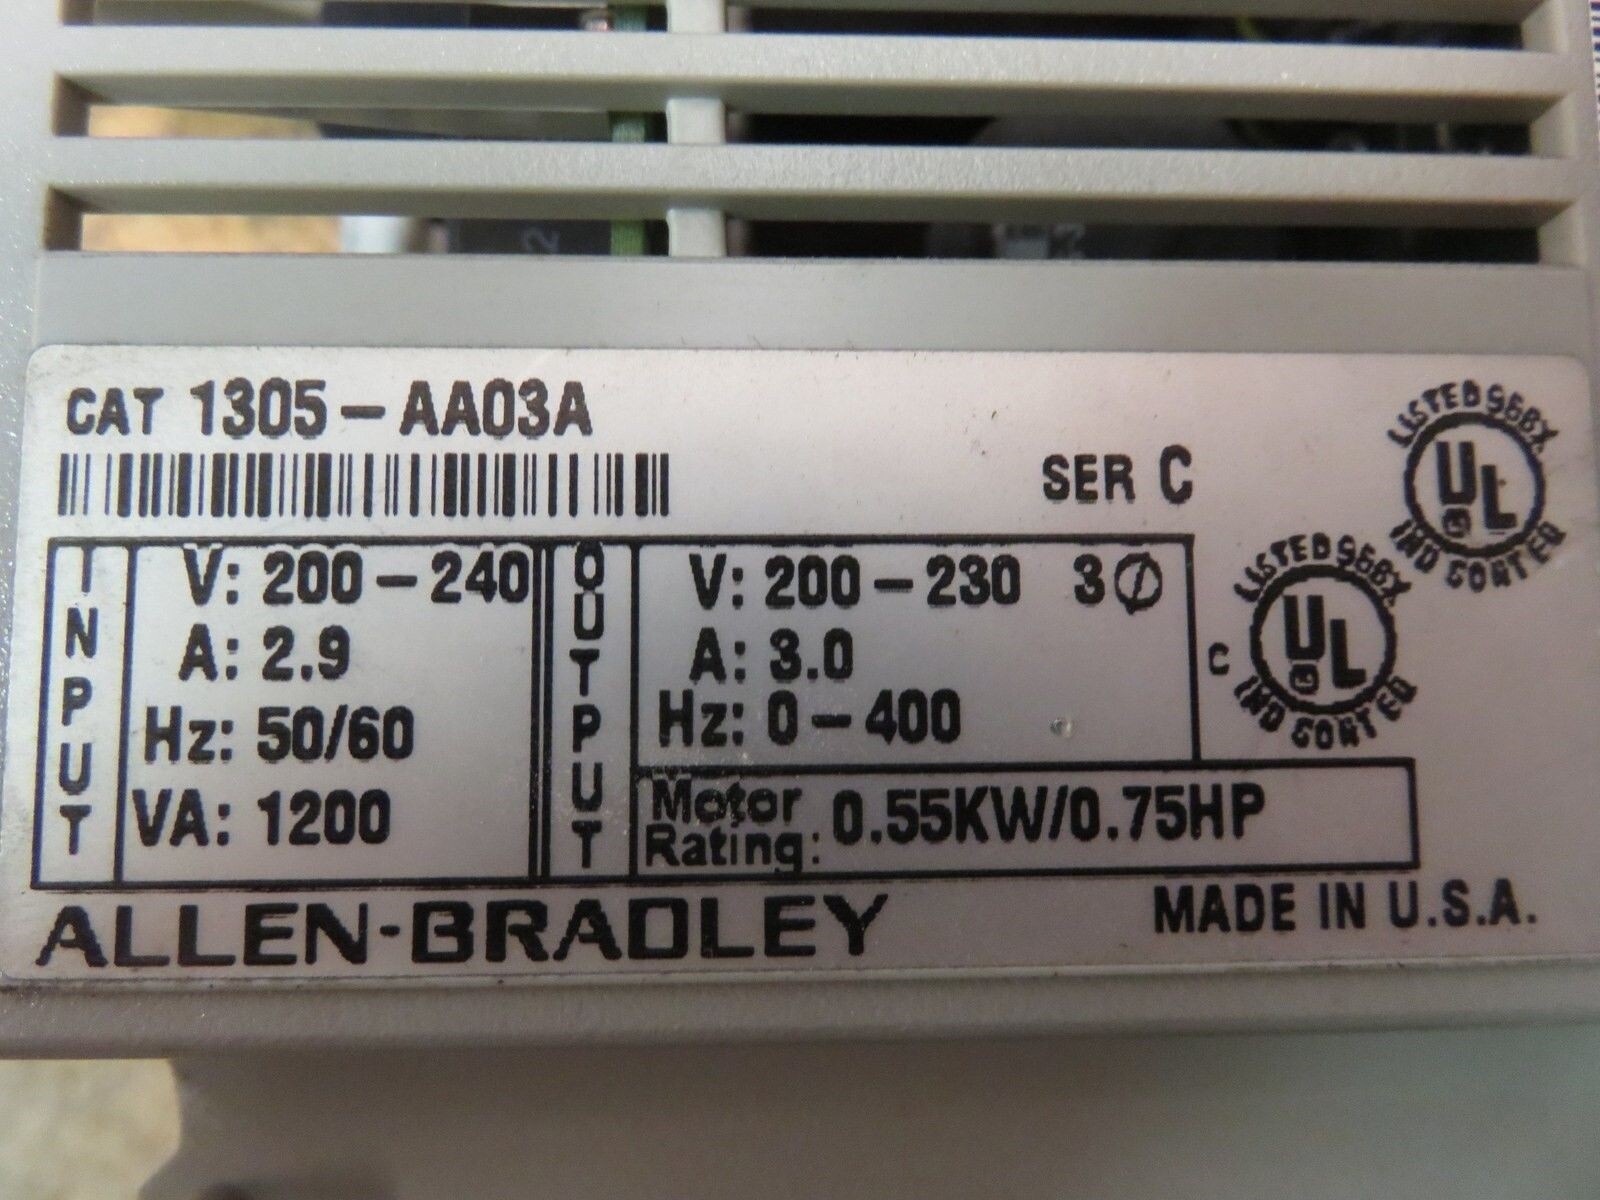 CAT 1305-AA03A
SER C
LISTED 966X
UL
IND CONT EQ
INPUT
V: 200-240
A: 2.9
Hz: 50/60
VA: 1200
OUTPUT
V: 200-230 3Ø
A: 3.0
Hz: 0-400
Motor Rating: 0.55KW/0.75HP
C
LISTED 966X
UL
IND CONT EQ
ALLEN-BRADLEY
MADE IN U.S.A.